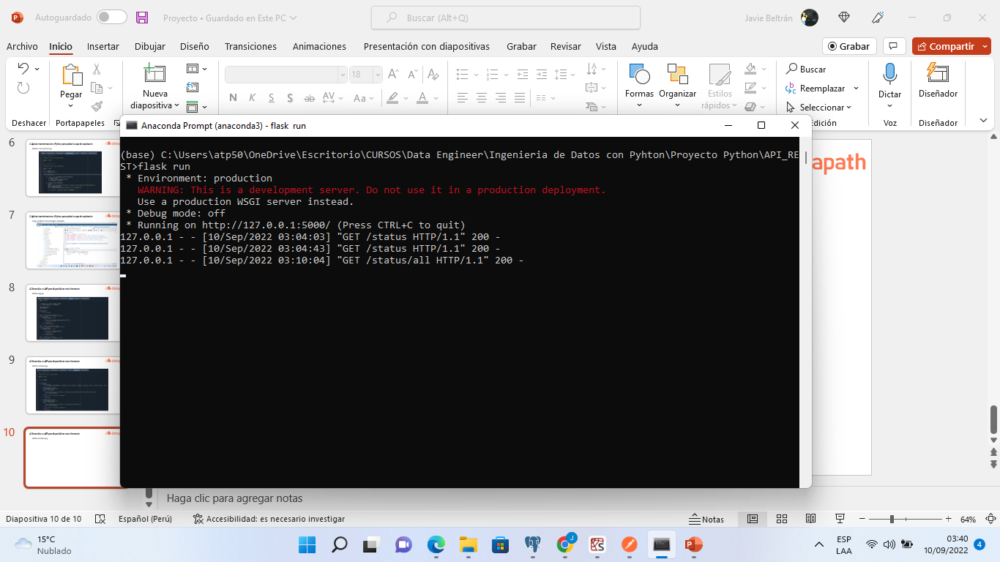 Autoguardado
Proyecto • Guardado en Este PC
Buscar (Alt+Q)
Javie Beltrán
Archivo
Inicio
Insertar
Dibujar
Diseño
Transiciones
Animaciones
Presentación con diapositivas
Grabar
Revisar
Vista
Ayuda
Grabar
Compartir
Pegar
Nueva
diapositiva
18
N K S S ab AV Aa A
Formas
Organizar
Estilos
rápidos
Buscar
Reemplazar
Seleccionar
Dictar
Diseñador
Deshacer
Portapapeles
Edición
Voz
Diseñador
Anaconda Prompt (anaconda3) - flask run
(base) C:\Users\atp50\OneDrive\Escritorio\CURSOS\Data Engineer\Ingenieria de Datos con Pyhton\Proyecto Python\API_RE
ST>flask run
* Environment: production
WARNING: This is a development server. Do not use it in a production deployment.
Use a production WSGI server instead.
* Debug mode: off
* Running on http://127.0.0.1:5000/ (Press CTRL+C to quit)
127.0.0.1 - - [10/Sep/2022 03:04:03] "GET /status HTTP/1.1" 200 -
127.0.0.1 - - [10/Sep/2022 03:04:43] "GET /status HTTP/1.1" 200 -
127.0.0.1 - - [10/Sep/2022 03:10:04] "GET /status/all HTTP/1.1" 200 -
apath
6
7
8
9
10
Haga clic para agregar notas
Diapositiva 10 de 10
Español (Perú)
Accesibilidad: es necesario investigar
Notas
64%
15°C
Nublado
J
ESP
LAA
03:40
10/09/2022
4